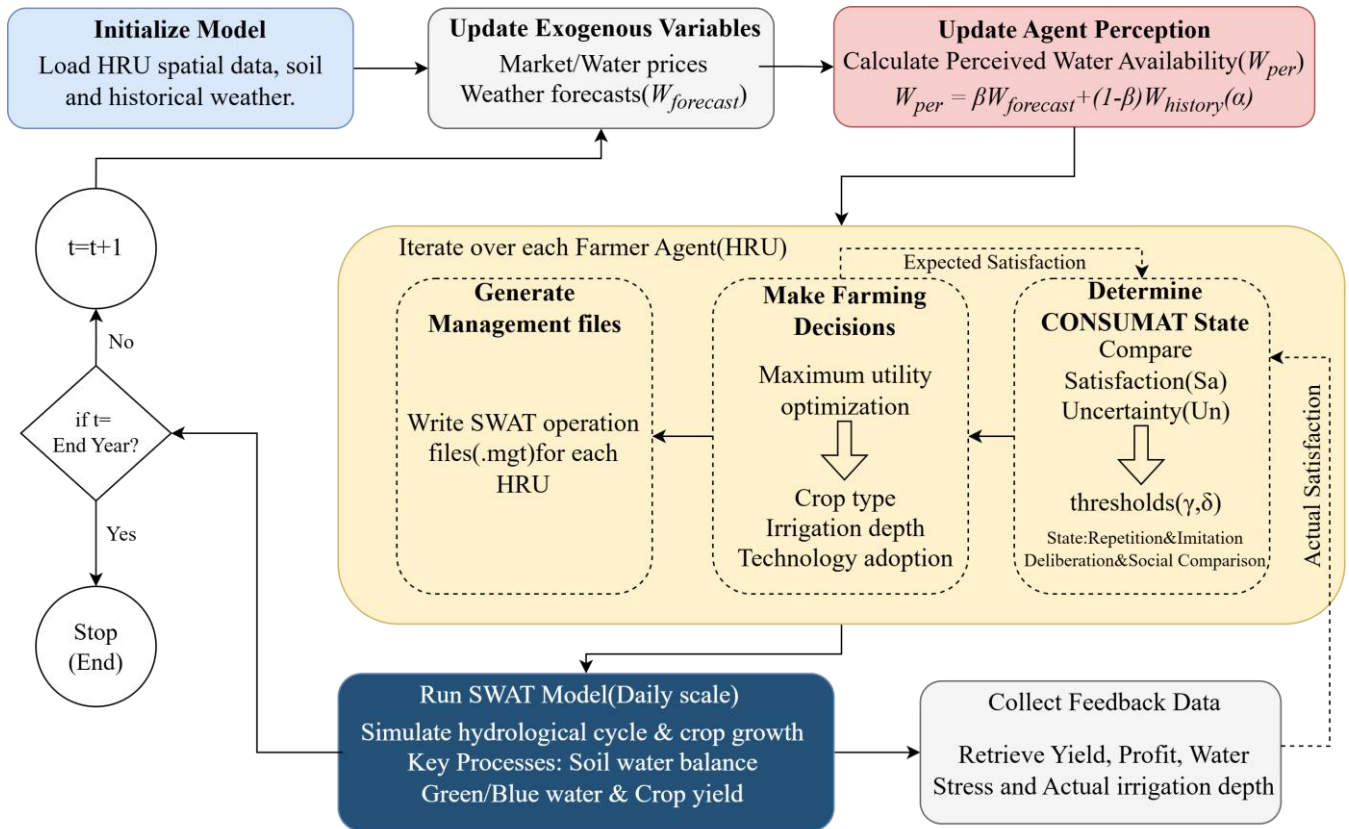 Initialize Model
Load HRU spatial data, soil
and historical weather.
Update Exogenous Variables
Market/Water prices
Weather forecasts(W_forecast)
Update Agent Perception
Calculate Perceived Water Availability(W_per)
W_per = βW_forecast+(1-β)W_history(α)
t=t+1
No
if t=
End Year?
Yes
Stop
(End)
Iterate over each Farmer Agent(HRU)
Expected Satisfaction
Generate
Management files
Write SWAT operation
files(.mgt)for each
HRU
Make Farming
Decisions
Maximum utility
optimization
Crop type
Irrigation depth
Technology adoption
Determine
CONSUMAT State
Compare
Satisfaction(Sa)
Uncertainty(Un)
thresholds(γ,δ)
State:Repetition&Imitation
Deliberation&Social Comparison
Actual Satisfaction
Run SWAT Model(Daily scale)
Simulate hydrological cycle & crop growth
Key Processes: Soil water balance
Green/Blue water & Crop yield
Collect Feedback Data
Retrieve Yield, Profit, Water
Stress and Actual irrigation depth